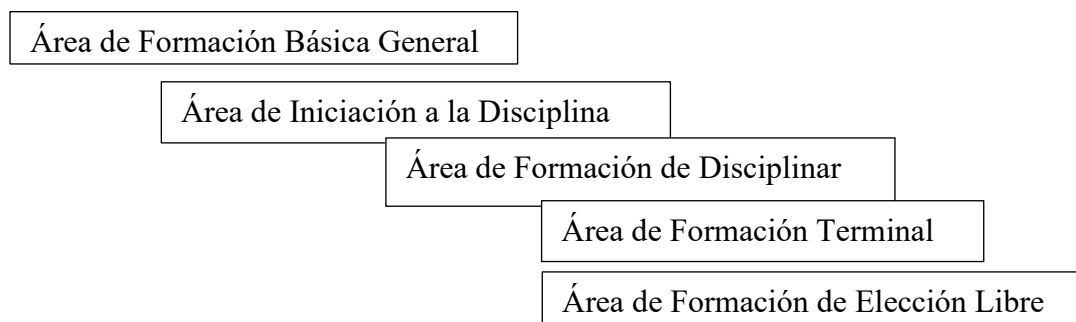 Área de Formación Básica General
Área de Iniciación a la Disciplina
Área de Formación de Disciplinar
Área de Formación Terminal
Área de Formación de Elección Libre